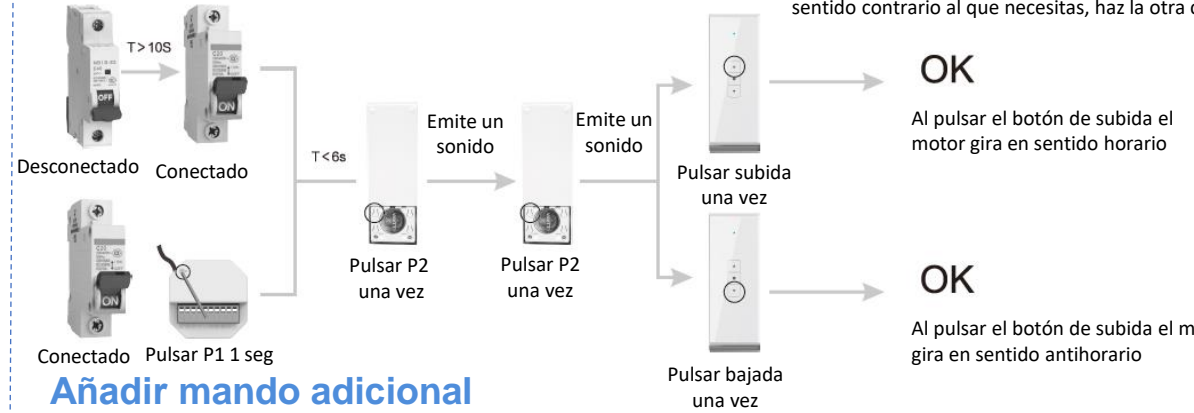 sentido contrario al que necesitas, haz la otra
T>10S
OFF
ON
Desconectado
Conectado
T<6s
Emite un
sonido
Emite un
sonido
Pulsar P2
una vez
Pulsar P2
una vez
Pulsar subida
una vez
OK
Al pulsar el botón de subida el
motor gira en sentido horario
ON
Conectado
Pulsar P1 1 seg
Pulsar bajada
una vez
OK
Al pulsar el botón de subida el m
gira en sentido antihorario
Añadir mando adicional